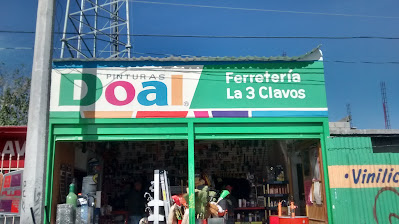 PINTURAS
Doal
Ferretería
La 3 Clavos
Vinilic